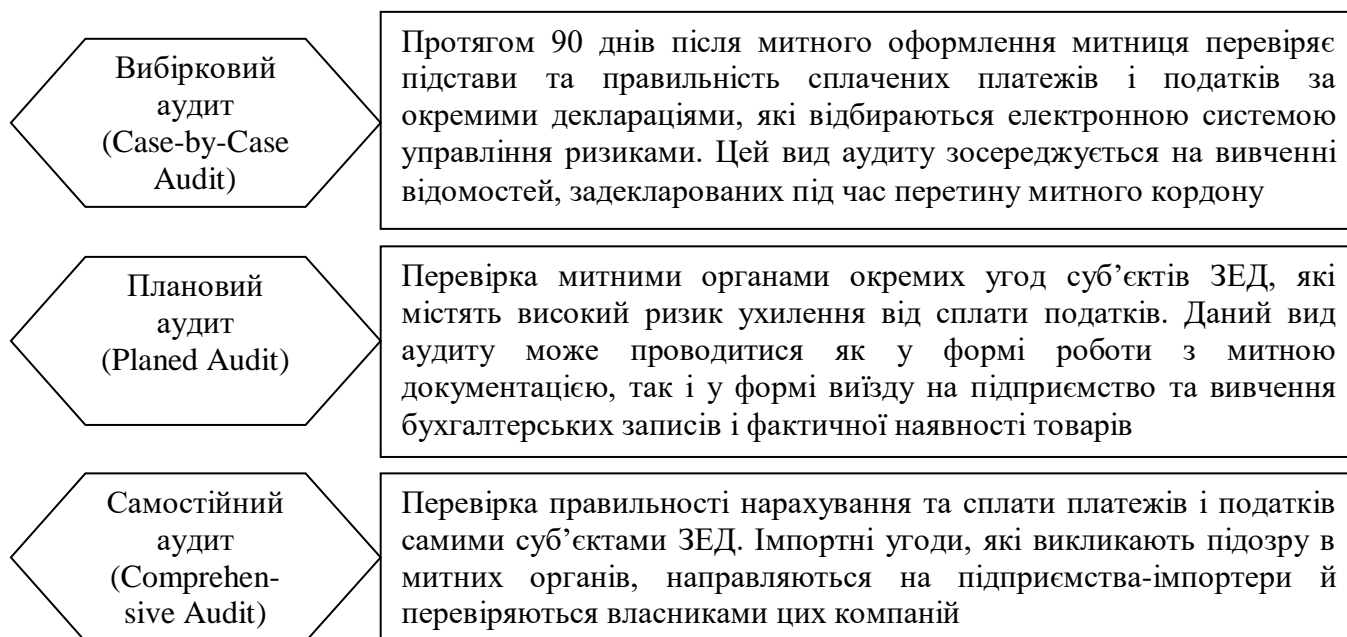 Вибірковий
аудит
(Case-by-Case
Audit)
Протягом 90 днів після митного оформлення митниця перевіряє
підстави та правильність сплачених платежів і податків за
окремими деклараціями, які відбираються електронною системою
управління ризиками. Цей вид аудиту зосереджується на вивченні
відомостей, задекларованих під час перетину митного кордону
Плановий
аудит
(Planed Audit)
Перевірка митними органами окремих угод суб’єктів ЗЕД, які
містять високий ризик ухилення від сплати податків. Даний вид
аудиту може проводитися як у формі роботи з митною
документацією, так і у формі виїзду на підприємство та вивчення
бухгалтерських записів і фактичної наявності товарів
Самостійний
аудит
(Comprehen-
sive Audit)
Перевірка правильності нарахування та сплати платежів і податків
самими суб’єктами ЗЕД. Імпортні угоди, які викликають підозру в
митних органів, направляються на підприємства-імпортери й
перевіряються власниками цих компаній